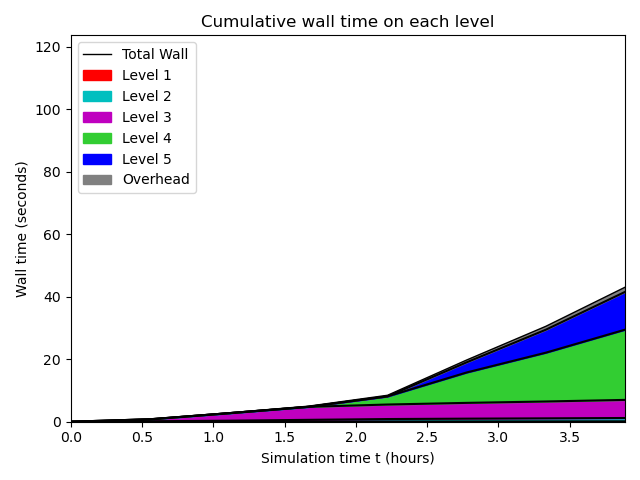 Cumulative wall time on each level
Wall time (seconds)
120
100
80
60
40
20
0
Total Wall
Level 1
Level 2
Level 3
Level 4
Level 5
Overhead
0.0 0.5 1.0 1.5 2.0 2.5 3.0 3.5
Simulation time t (hours)